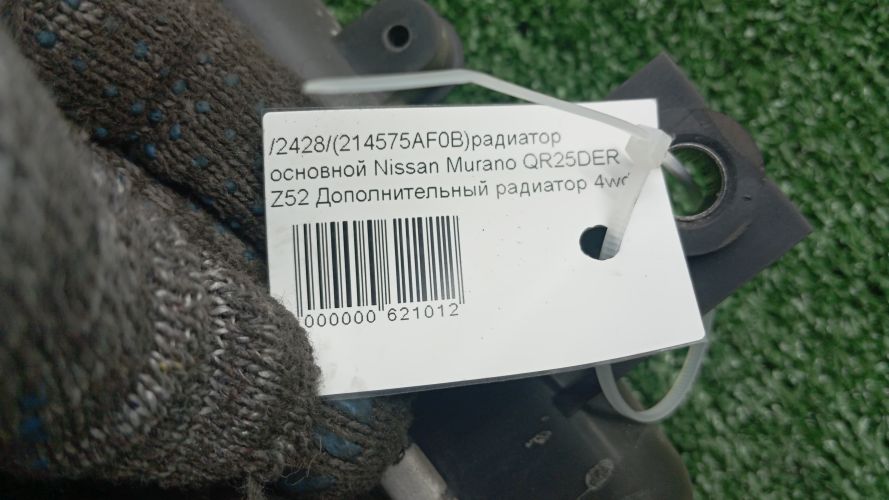 /2428/(214575AF0B)радиатор
основной Nissan Murano QR25DER
Z52 Дополнительный радиатор 4wd
000000 621012